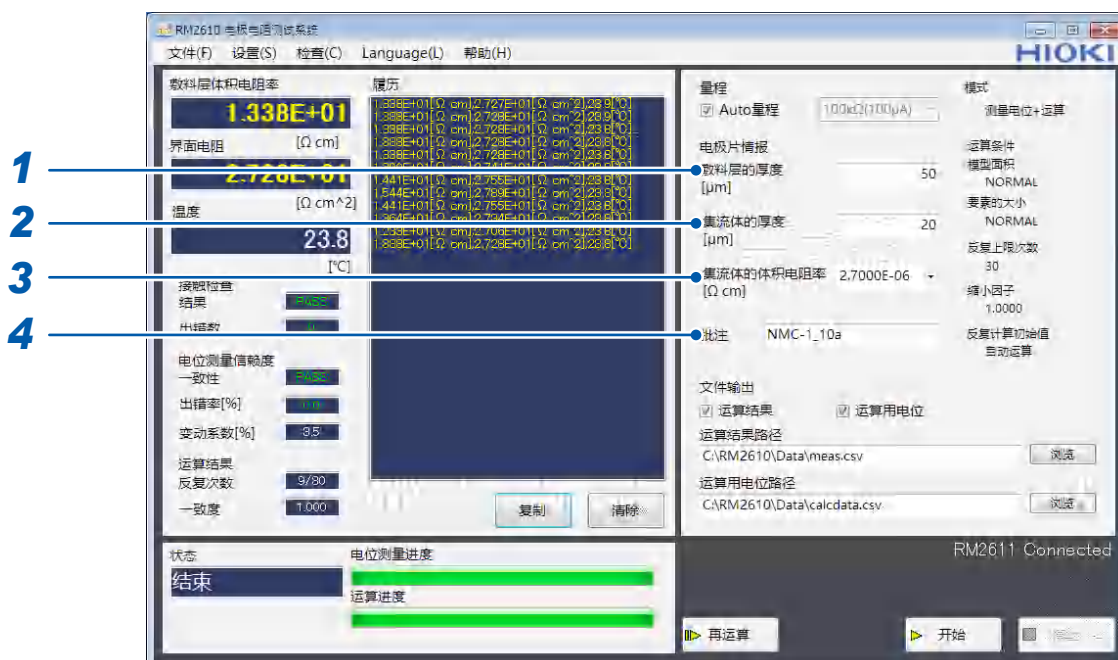 RM2610 电极电阻测试系统
文件(F) 设置(S) 检查(C) Language(L) 帮助(H)
HIOKI
敷料层体积电阻率
1.338E+01
[Ω cm]
界面电阻
2.728E+01
[Ω cm^2]
温度
23.8
[℃]
接触检查
结果 PASS
出错数
电位测量信赖度
一致性 PASS
出错率[%] 0.0
变动系数[%] 3.5
运算结果
反复次数 9/30
一致度 1.000
履历
1.338E+01[Ω cm],2.727E+01[Ω cm^2],23.9[℃]
1.338E+01[Ω cm],2.728E+01[Ω cm^2],23.9[℃]
1.441E+01[Ω cm],2.755E+01[Ω cm^2],23.8[℃]
1.544E+01[Ω cm],2.789E+01[Ω cm^2],23.8[℃]
1.441E+01[Ω cm],2.755E+01[Ω cm^2],23.8[℃]
复制 清除
量程
Auto量程 100kΩ(100μA)
电极片情报
1
敷料层的厚度 50
[μm]
2
集流体的厚度 20
[μm]
3
集流体的体积电阻率 2.7000E-06
[Ω cm]
4
批注 NMC-1_10a
文件输出
运算结果 运算用电位
运算结果路径
C:\RM2610\Data\meas.csv 浏览
运算用电位路径
C:\RM2610\Data\calcdata.csv 浏览
模式
测量电位+运算
运算条件
模型面积
NORMAL
要素的大小
NORMAL
反复上限次数
30
缩小因子
1.0000
反复计算初始值
自动运算
状态
结束
电位测量进度
运算进度
RM2611 Connected
再运算 开始